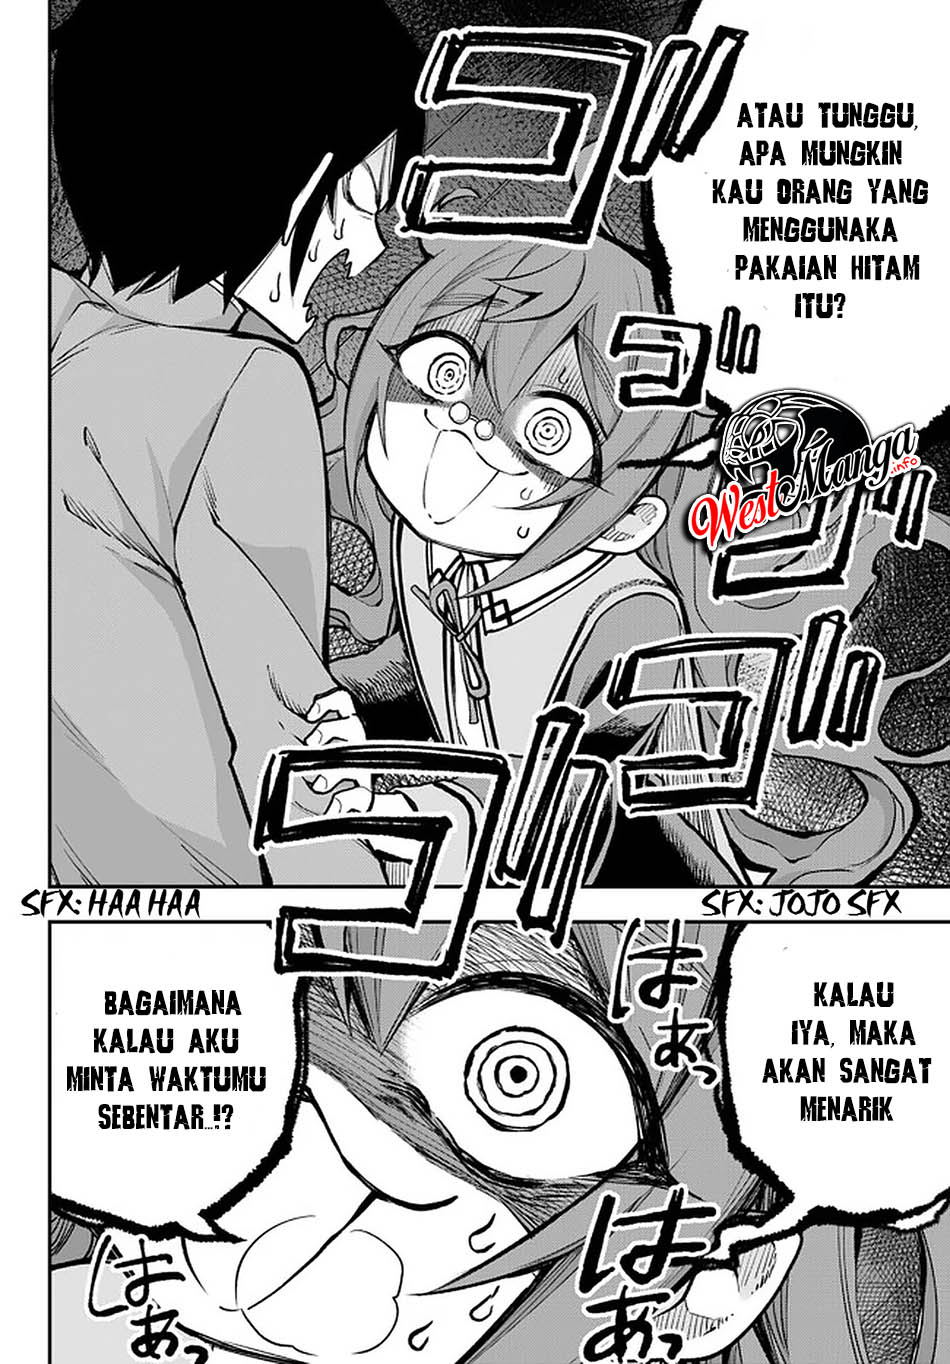 ATAU TUNGGU,
APA MUNGKIN
KAU ORANG YANG
MENGGUNAKA
PAKAIAN HITAM
ITU?
ゴゴ
ゴ
ゴ
ゴ
ゴ
WestManga
.info
SFX: HAA HAA
SFX: JOJO SFX
KALAU
IYA, MAKA
AKAN SANGAT
MENARIK
はぁっ
BAGAIMANA
KALAU AKU
MINTA WAKTUMU
SEBENTAR...!?
はぁっ
はぁっ